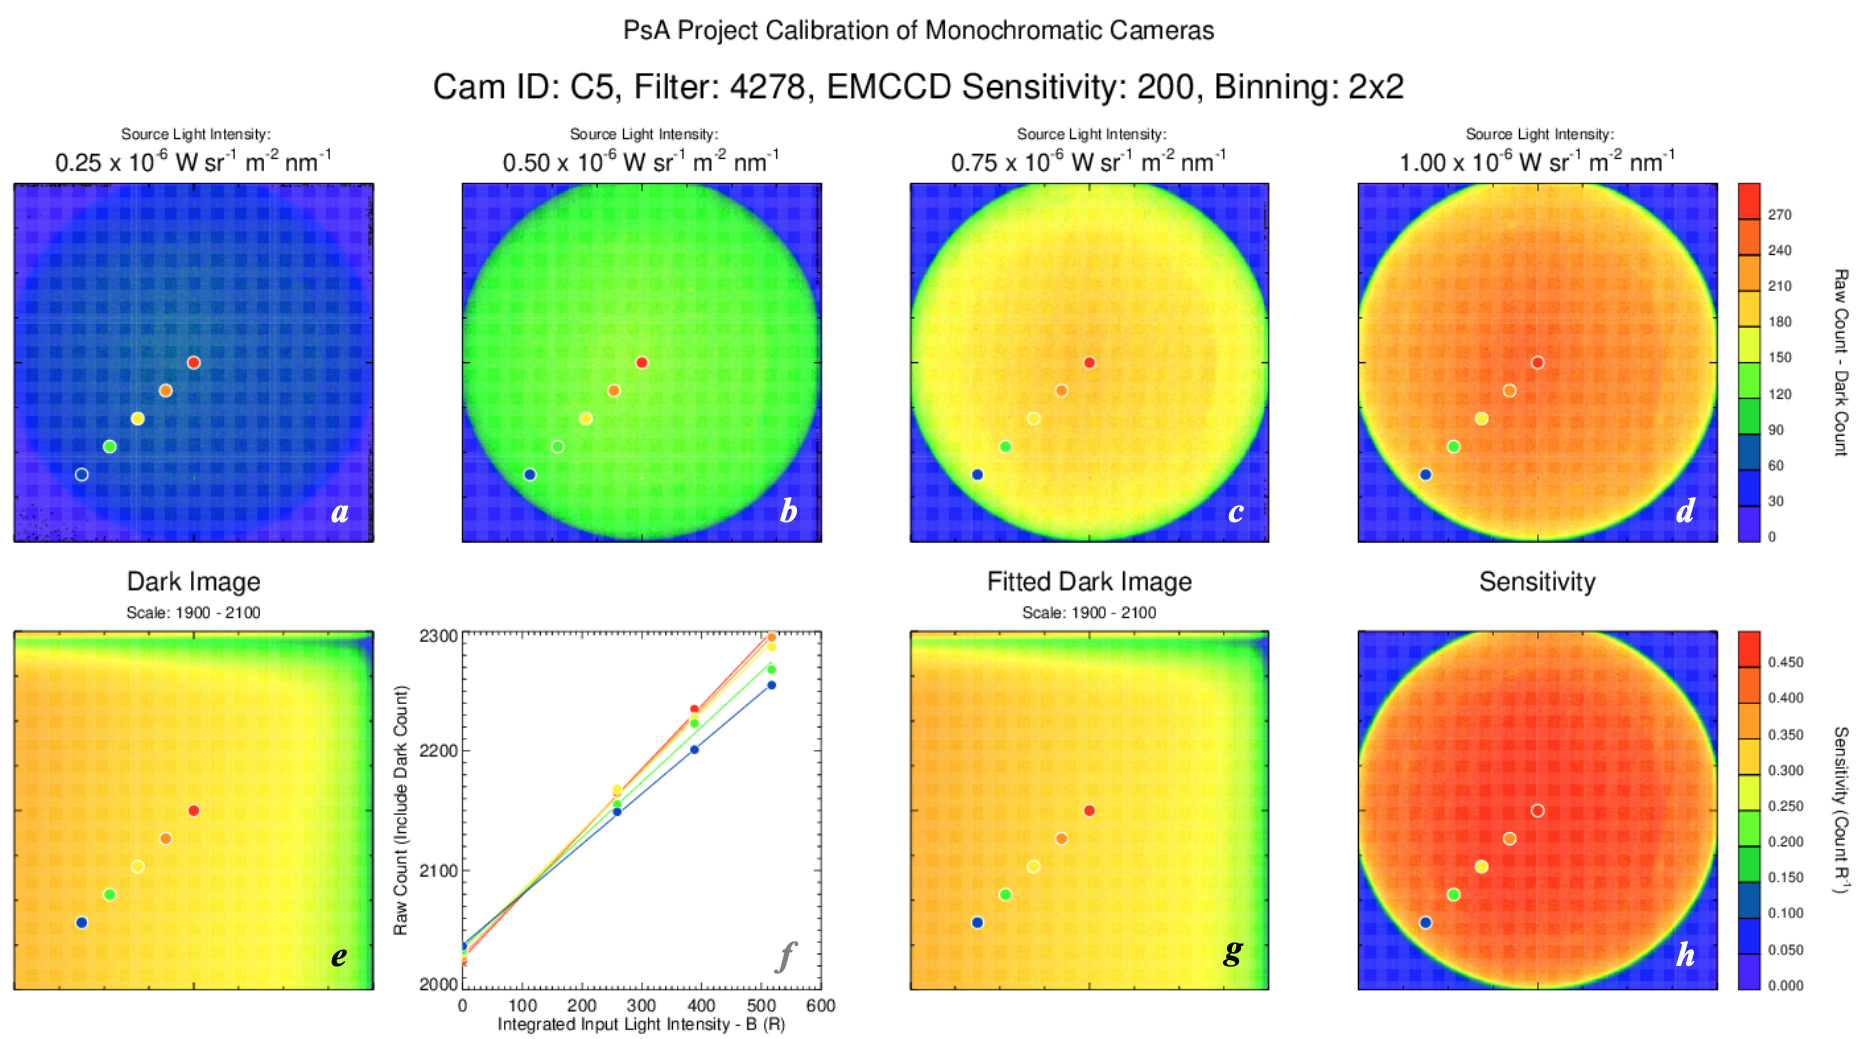 PsA Project Calibration of Monochromatic Cameras
Cam ID: C5, Filter: 4278, EMCCD Sensitivity: 200, Binning: 2x2
Source Light Intensity:
0.25 x 10⁻⁶ W sr⁻¹ m⁻² nm⁻¹
Source Light Intensity:
0.50 x 10⁻⁶ W sr⁻¹ m⁻² nm⁻¹
Source Light Intensity:
0.75 x 10⁻⁶ W sr⁻¹ m⁻² nm⁻¹
Source Light Intensity:
1.00 x 10⁻⁶ W sr⁻¹ m⁻² nm⁻¹
a
b
c
d
270
240
210
180
150
120
90
60
30
0
Raw Count - Dark Count
Dark Image
Scale: 1900 - 2100
e
2300
2200
2100
2000
Raw Count (Include Dark Count)
0 100 200 300 400 500 600
Integrated Input Light Intensity - B (R)
f
Fitted Dark Image
Scale: 1900 - 2100
g
Sensitivity
h
0.450
0.400
0.350
0.300
0.250
0.200
0.150
0.100
0.050
0.000
Sensitivity (Count R⁻¹)